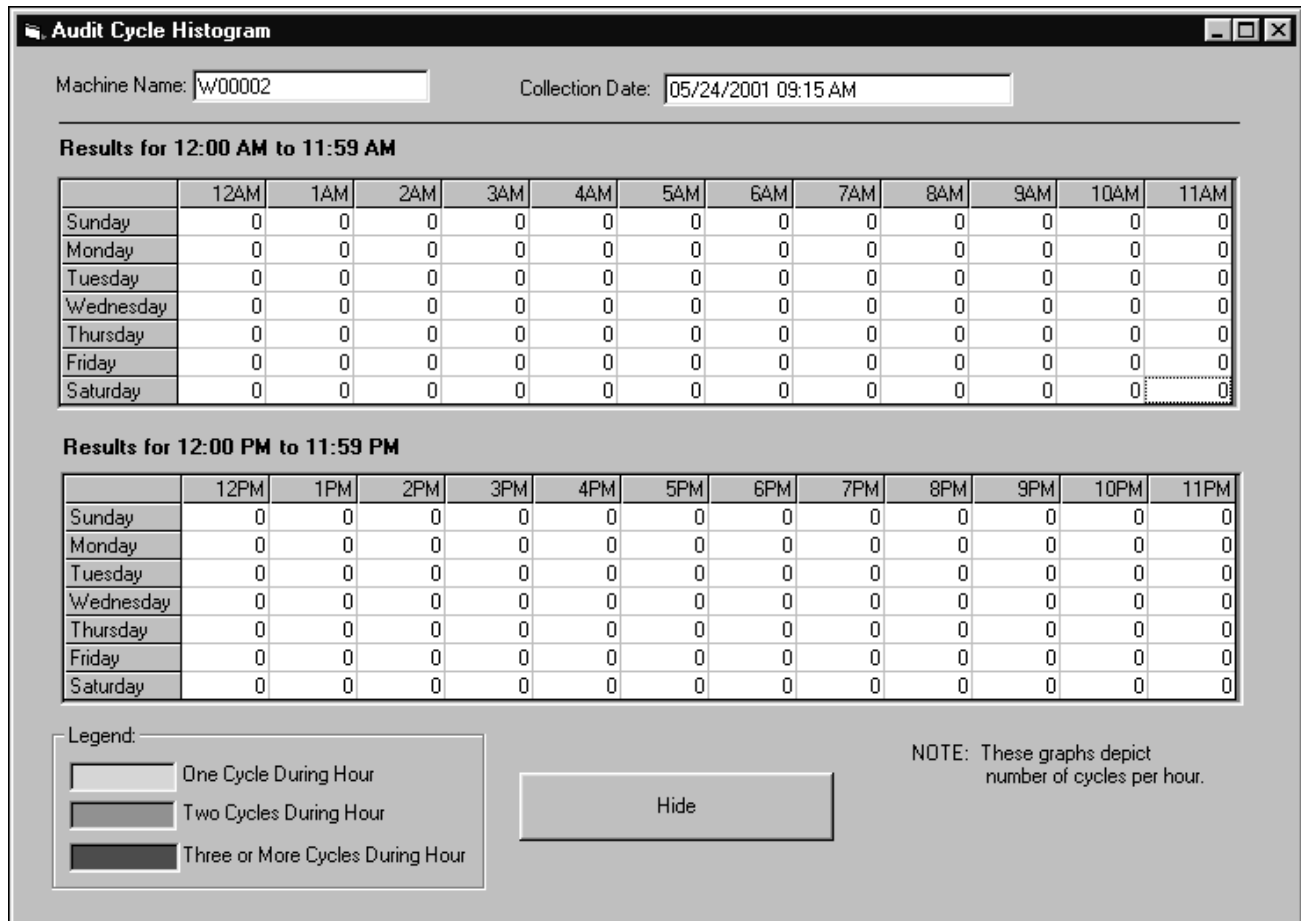 Audit Cycle Histogram
Machine Name: W00002 Collection Date: 05/24/2001 09:15 AM
Results for 12:00 AM to 11:59 AM
12AM 1AM 2AM 3AM 4AM 5AM 6AM 7AM 8AM 9AM 10AM 11AM
Sunday 0 0 0 0 0 0 0 0 0 0 0 0
Monday 0 0 0 0 0 0 0 0 0 0 0 0
Tuesday 0 0 0 0 0 0 0 0 0 0 0 0
Wednesday 0 0 0 0 0 0 0 0 0 0 0 0
Thursday 0 0 0 0 0 0 0 0 0 0 0 0
Friday 0 0 0 0 0 0 0 0 0 0 0 0
Saturday 0 0 0 0 0 0 0 0 0 0 0 0
Results for 12:00 PM to 11:59 PM
12PM 1PM 2PM 3PM 4PM 5PM 6PM 7PM 8PM 9PM 10PM 11PM
Sunday 0 0 0 0 0 0 0 0 0 0 0 0
Monday 0 0 0 0 0 0 0 0 0 0 0 0
Tuesday 0 0 0 0 0 0 0 0 0 0 0 0
Wednesday 0 0 0 0 0 0 0 0 0 0 0 0
Thursday 0 0 0 0 0 0 0 0 0 0 0 0
Friday 0 0 0 0 0 0 0 0 0 0 0 0
Saturday 0 0 0 0 0 0 0 0 0 0 0 0
Legend:
One Cycle During Hour
Two Cycles During Hour
Three or More Cycles During Hour
Hide
NOTE: These graphs depict
number of cycles per hour.